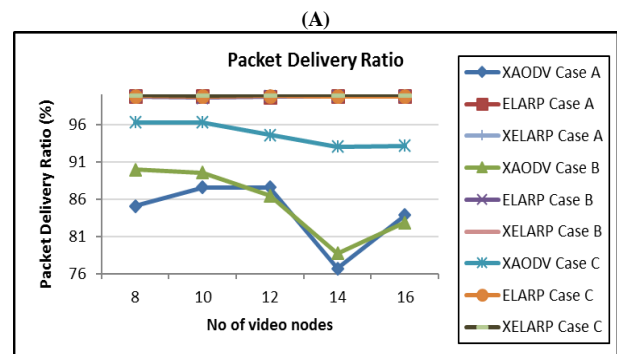 (A)
Packet Delivery Ratio
Packet Delivery Ratio (%)
96
91
86
81
76
8 10 12 14 16
No of video nodes
XAODV Case A
ELARP Case A
XELARP Case A
XAODV Case B
ELARP Case B
XELARP Case B
XAODV Case C
ELARP Case C
XELARP Case C